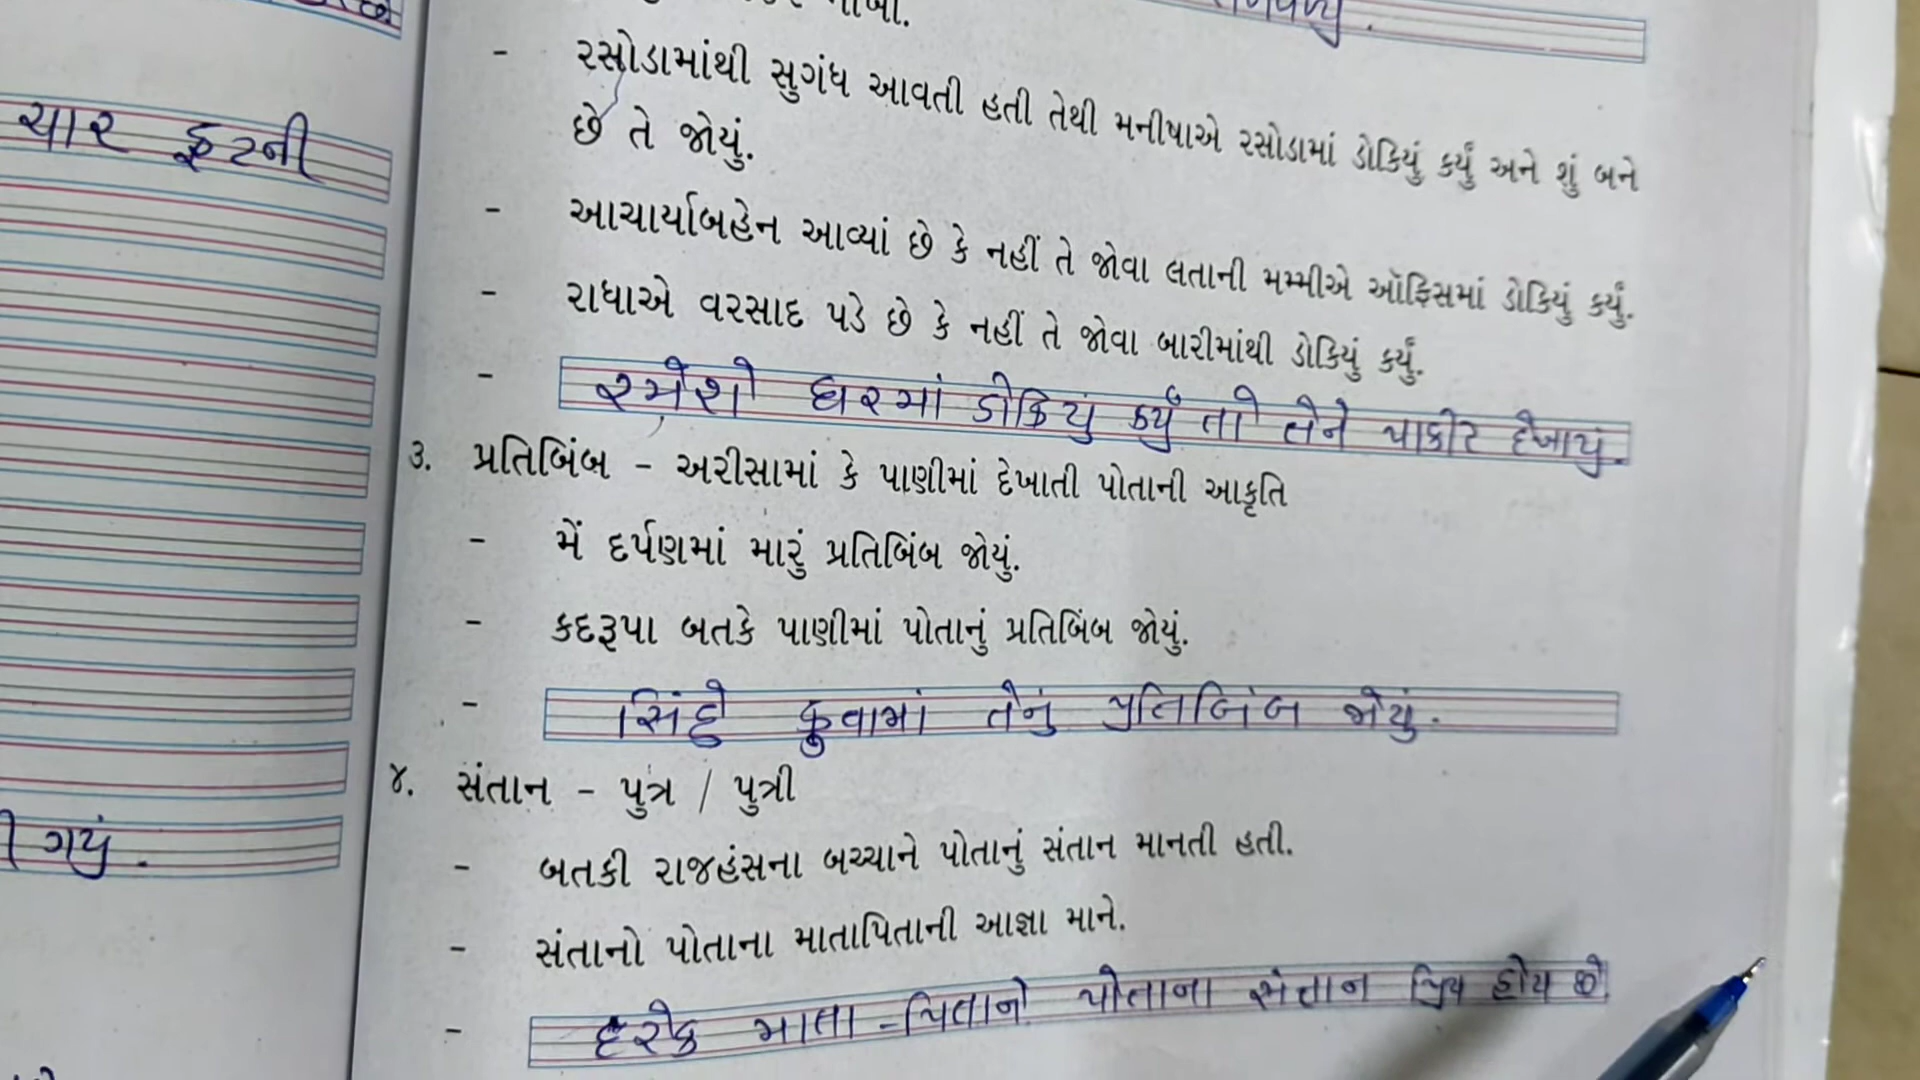 ચાર ફુટની
ગયું.
- રસોડામાંથી સુગંધ આવતી હતી તેથી મનીષાએ રસોડામાં ડોકિયું કર્યું અને શું બને
છે તે જોયું.
- આચાર્યાબહેન આવ્યાં છે કે નહીં તે જોવા લતાની મમ્મીએ ઑફિસમાં ડોકિયું કર્યું.
- રાધાએ વરસાદ પડે છે કે નહીં તે જોવા બારીમાંથી ડોકિયું કર્યું.
- રમેશે ઘરમાં ડોકિયું કર્યું તો તેને પાકીટ દેખાયું.
૩. પ્રતિબિંબ - અરીસામાં કે પાણીમાં દેખાતી પોતાની આકૃતિ
- મેં દર્પણમાં મારું પ્રતિબિંબ જોયું.
- કદરૂપા બતકે પાણીમાં પોતાનું પ્રતિબિંબ જોયું.
- સિંહે કુવામાં તેનું પ્રતિબિંબ જોયું.
૪. સંતાન - પુત્ર / પુત્રી
- બતકી રાજહંસના બચ્ચાને પોતાનું સંતાન માનતી હતી.
- સંતાનો પોતાના માતાપિતાની આજ્ઞા માને.
- દરેક માતા-પિતાને પોતાના સંતાન પ્રિય હોય છે.